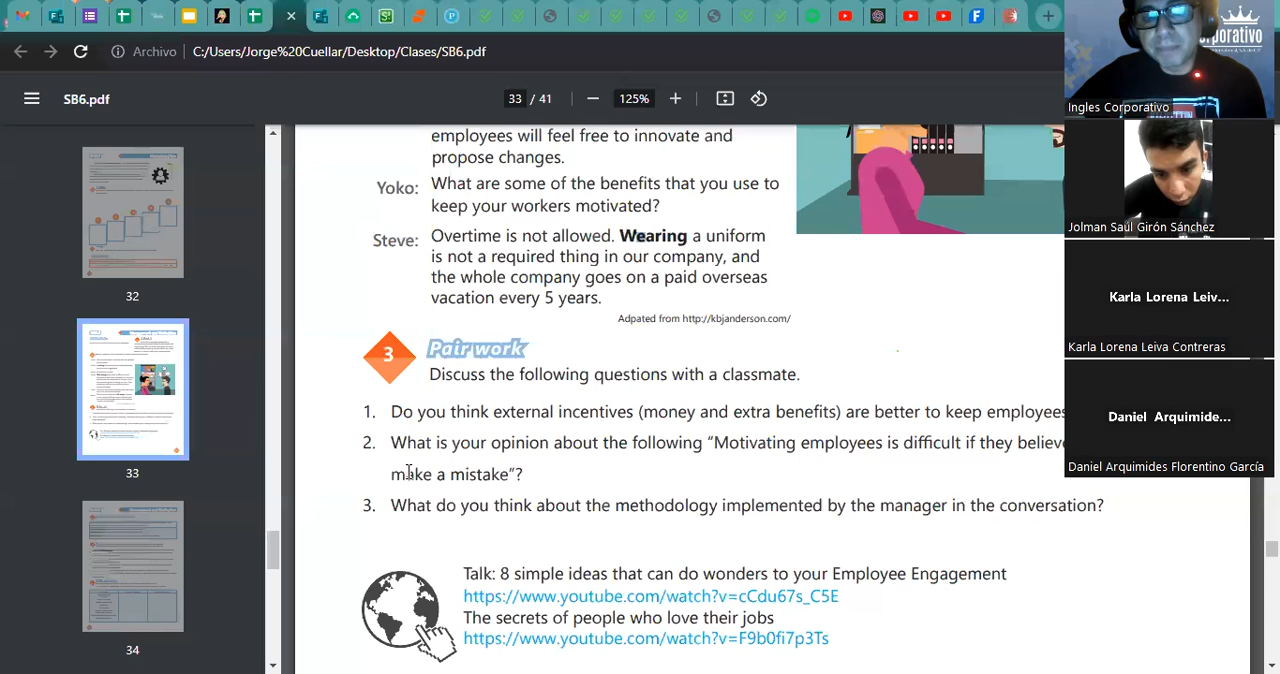 Archivo C:/Users/Jorge%20Cuellar/Desktop/Clases/SB6.pdf
SB6.pdf
33 / 41
125%
employees will feel free to innovate and
propose changes.
Yoko: What are some of the benefits that you use to
keep your workers motivated?
Steve: Overtime is not allowed. Wearing a uniform
is not a required thing in our company, and
the whole company goes on a paid overseas
vacation every 5 years.
Adpated from http://kbjanderson.com/
3 Pair work
Discuss the following questions with a classmate.
1. Do you think external incentives (money and extra benefits) are better to keep employees
2. What is your opinion about the following “Motivating employees is difficult if they believe
make a mistake”?
3. What do you think about the methodology implemented by the manager in the conversation?
Talk: 8 simple ideas that can do wonders to your Employee Engagement
https://www.youtube.com/watch?v=cCdu67s_C5E
The secrets of people who love their jobs
https://www.youtube.com/watch?v=F9b0fi7p3Ts
32
33
34
Ingles Corporativo
Jolman Saúl Girón Sánchez
Karla Lorena Leiv...
Karla Lorena Leiva Contreras
Daniel Arquimide...
Daniel Arquimides Florentino García